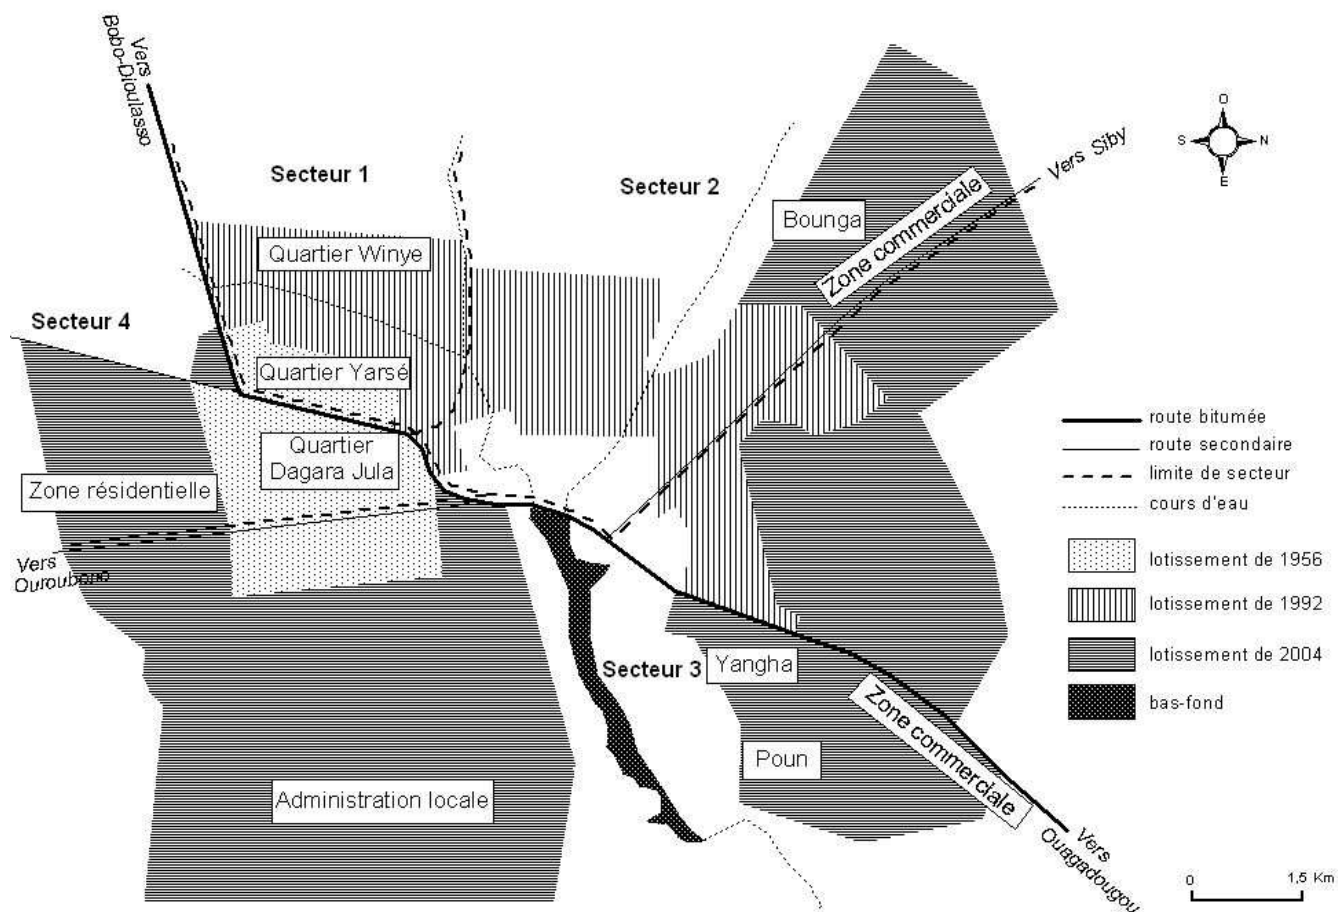 Vers
Bobo-Dioulasso
Secteur 1
Secteur 2
O
S
N
E
Vers Siby
Bounga
Zone commerciale
Quartier Winye
Secteur 4
Quartier Yarsé
Quartier
Dagara Jula
Zone résidentielle
Vers
Ouroubono
route bitumée
route secondaire
limite de secteur
cours d'eau
lotissement de 1956
lotissement de 1992
lotissement de 2004
bas-fond
Secteur 3
Yangha
Zone commerciale
Poun
Administration locale
Vers
Ouagadougou
0
1,5 Km